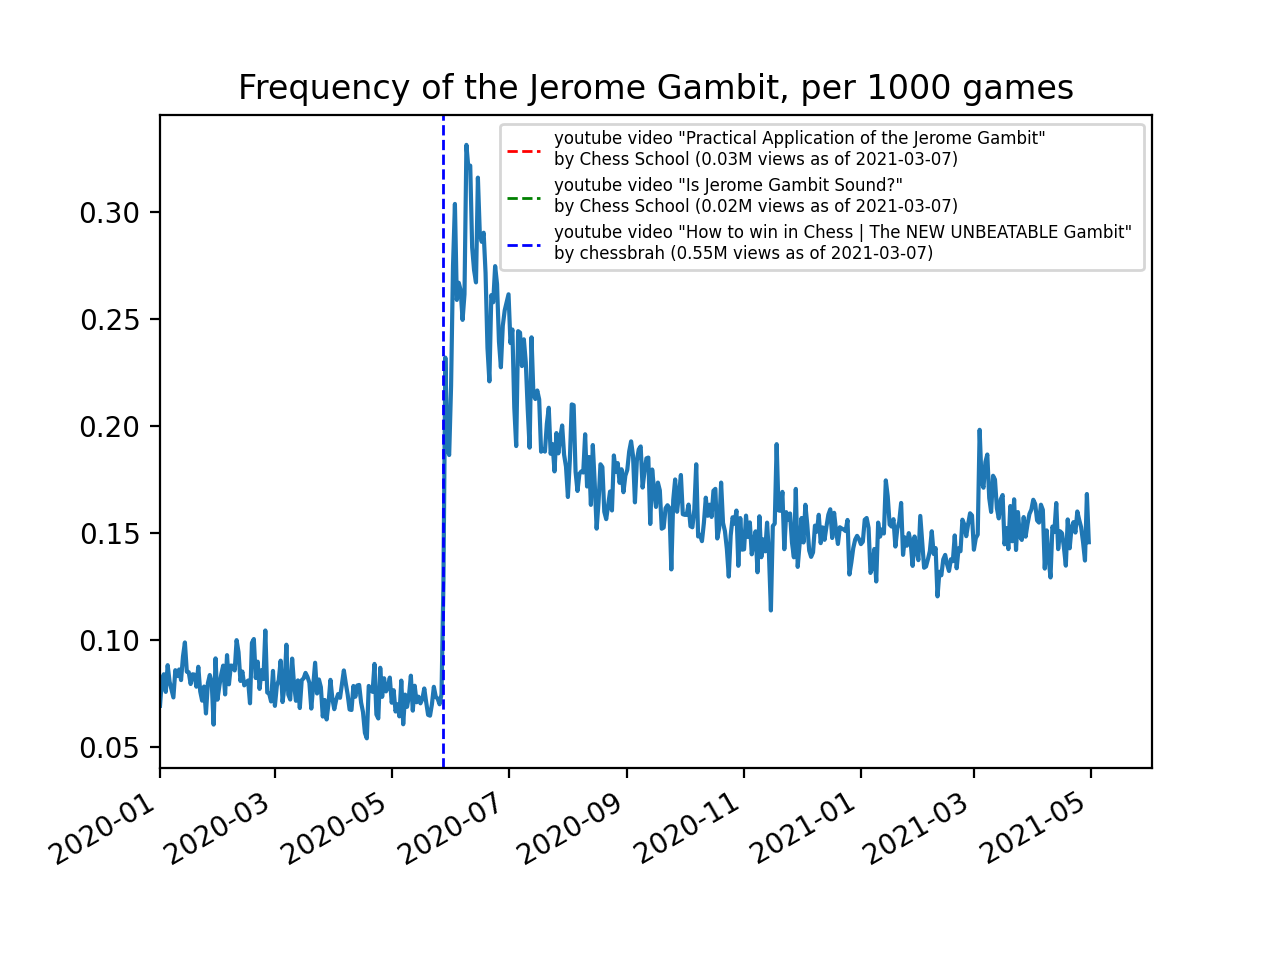 Frequency of the Jerome Gambit, per 1000 games
youtube video "Practical Application of the Jerome Gambit"
by Chess School (0.03M views as of 2021-03-07)
youtube video "Is Jerome Gambit Sound?"
by Chess School (0.02M views as of 2021-03-07)
youtube video "How to win in Chess | The NEW UNBEATABLE Gambit"
by chessbrah (0.55M views as of 2021-03-07)
0.30
0.25
0.20
0.15
0.10
0.05
2020-01
2020-03
2020-05
2020-07
2020-09
2020-11
2021-01
2021-03
2021-05